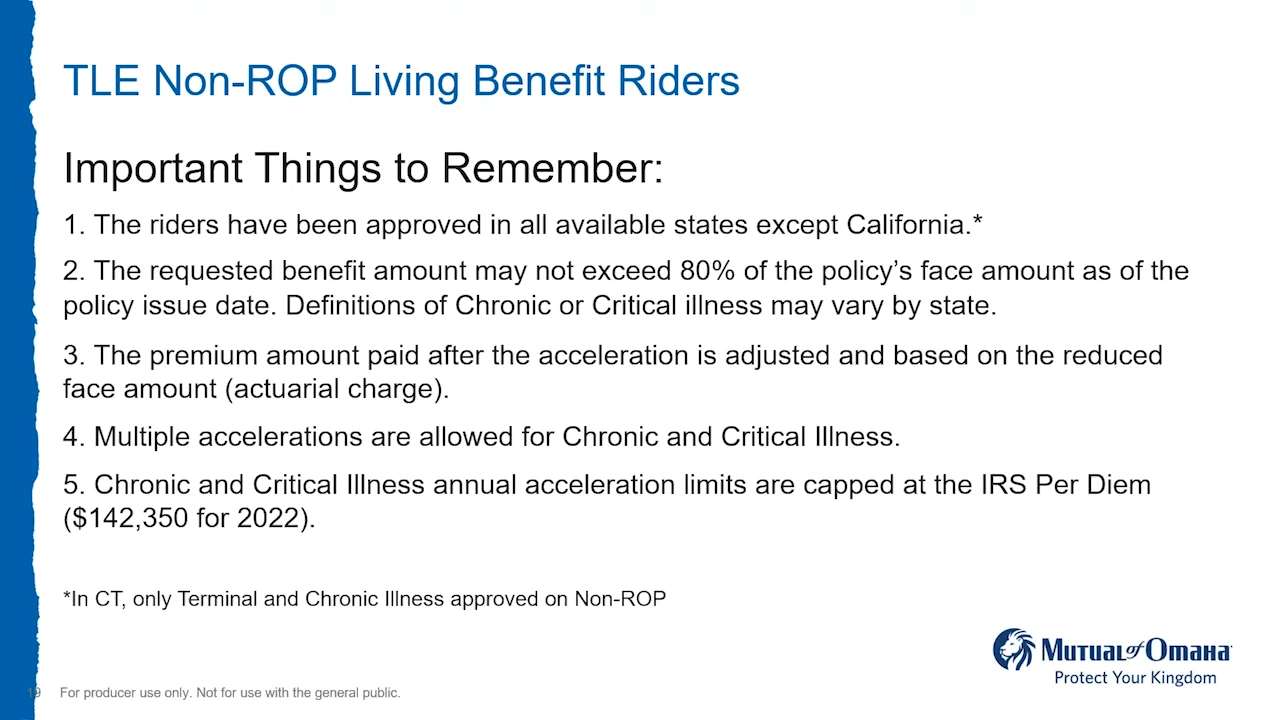 TLE Non-ROP Living Benefit Riders
Important Things to Remember:
1. The riders have been approved in all available states except California.*
2. The requested benefit amount may not exceed 80% of the policy’s face amount as of the
policy issue date. Definitions of Chronic or Critical illness may vary by state.
3. The premium amount paid after the acceleration is adjusted and based on the reduced
face amount (actuarial charge).
4. Multiple accelerations are allowed for Chronic and Critical Illness.
5. Chronic and Critical Illness annual acceleration limits are capped at the IRS Per Diem
($142,350 for 2022).
*In CT, only Terminal and Chronic Illness approved on Non-ROP
Mutual of Omaha
Protect Your Kingdom
19 For producer use only. Not for use with the general public.